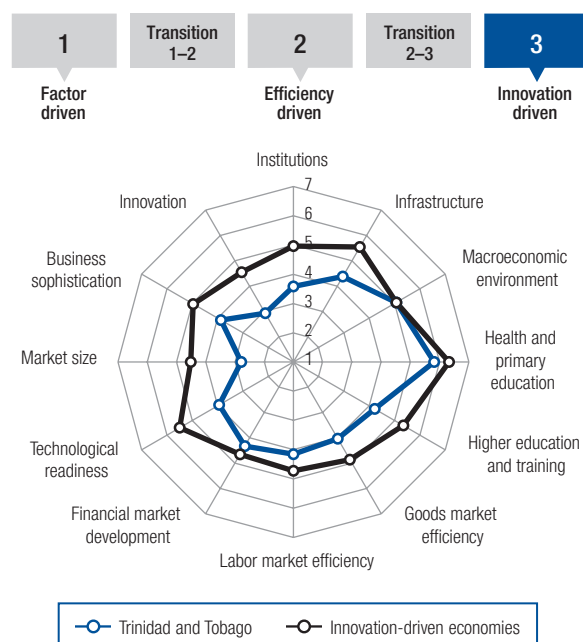 1
Transition
1–2
2
Transition
2–3
3
Factor
driven
Efficiency
driven
Innovation
driven
Institutions
7
6
5
4
3
2
1
Infrastructure
Macroeconomic
environment
Health and
primary
education
Higher education
and training
Goods market
efficiency
Labor market efficiency
Financial market
development
Technological
readiness
Market size
Business
sophistication
Innovation
Trinidad and Tobago
Innovation-driven economies